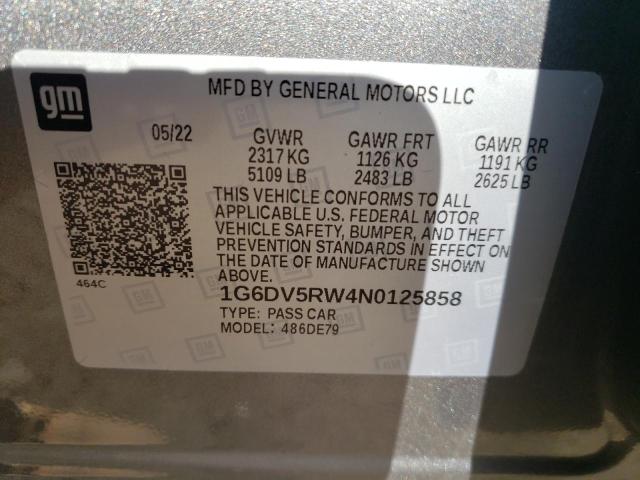 gm
MFD BY GENERAL MOTORS LLC
05/22 GVWR GAWR FRT GAWR RR
2317 KG 1126 KG 1191 KG
5109 LB 2483 LB 2625 LB
THIS VEHICLE CONFORMS TO ALL
APPLICABLE U.S. FEDERAL MOTOR
VEHICLE SAFETY, BUMPER, AND THEFT
PREVENTION STANDARDS IN EFFECT ON
THE DATE OF MANUFACTURE SHOWN
ABOVE.
464C
1G6DV5RW4N0125858
TYPE: PASS CAR
MODEL: 486DE79